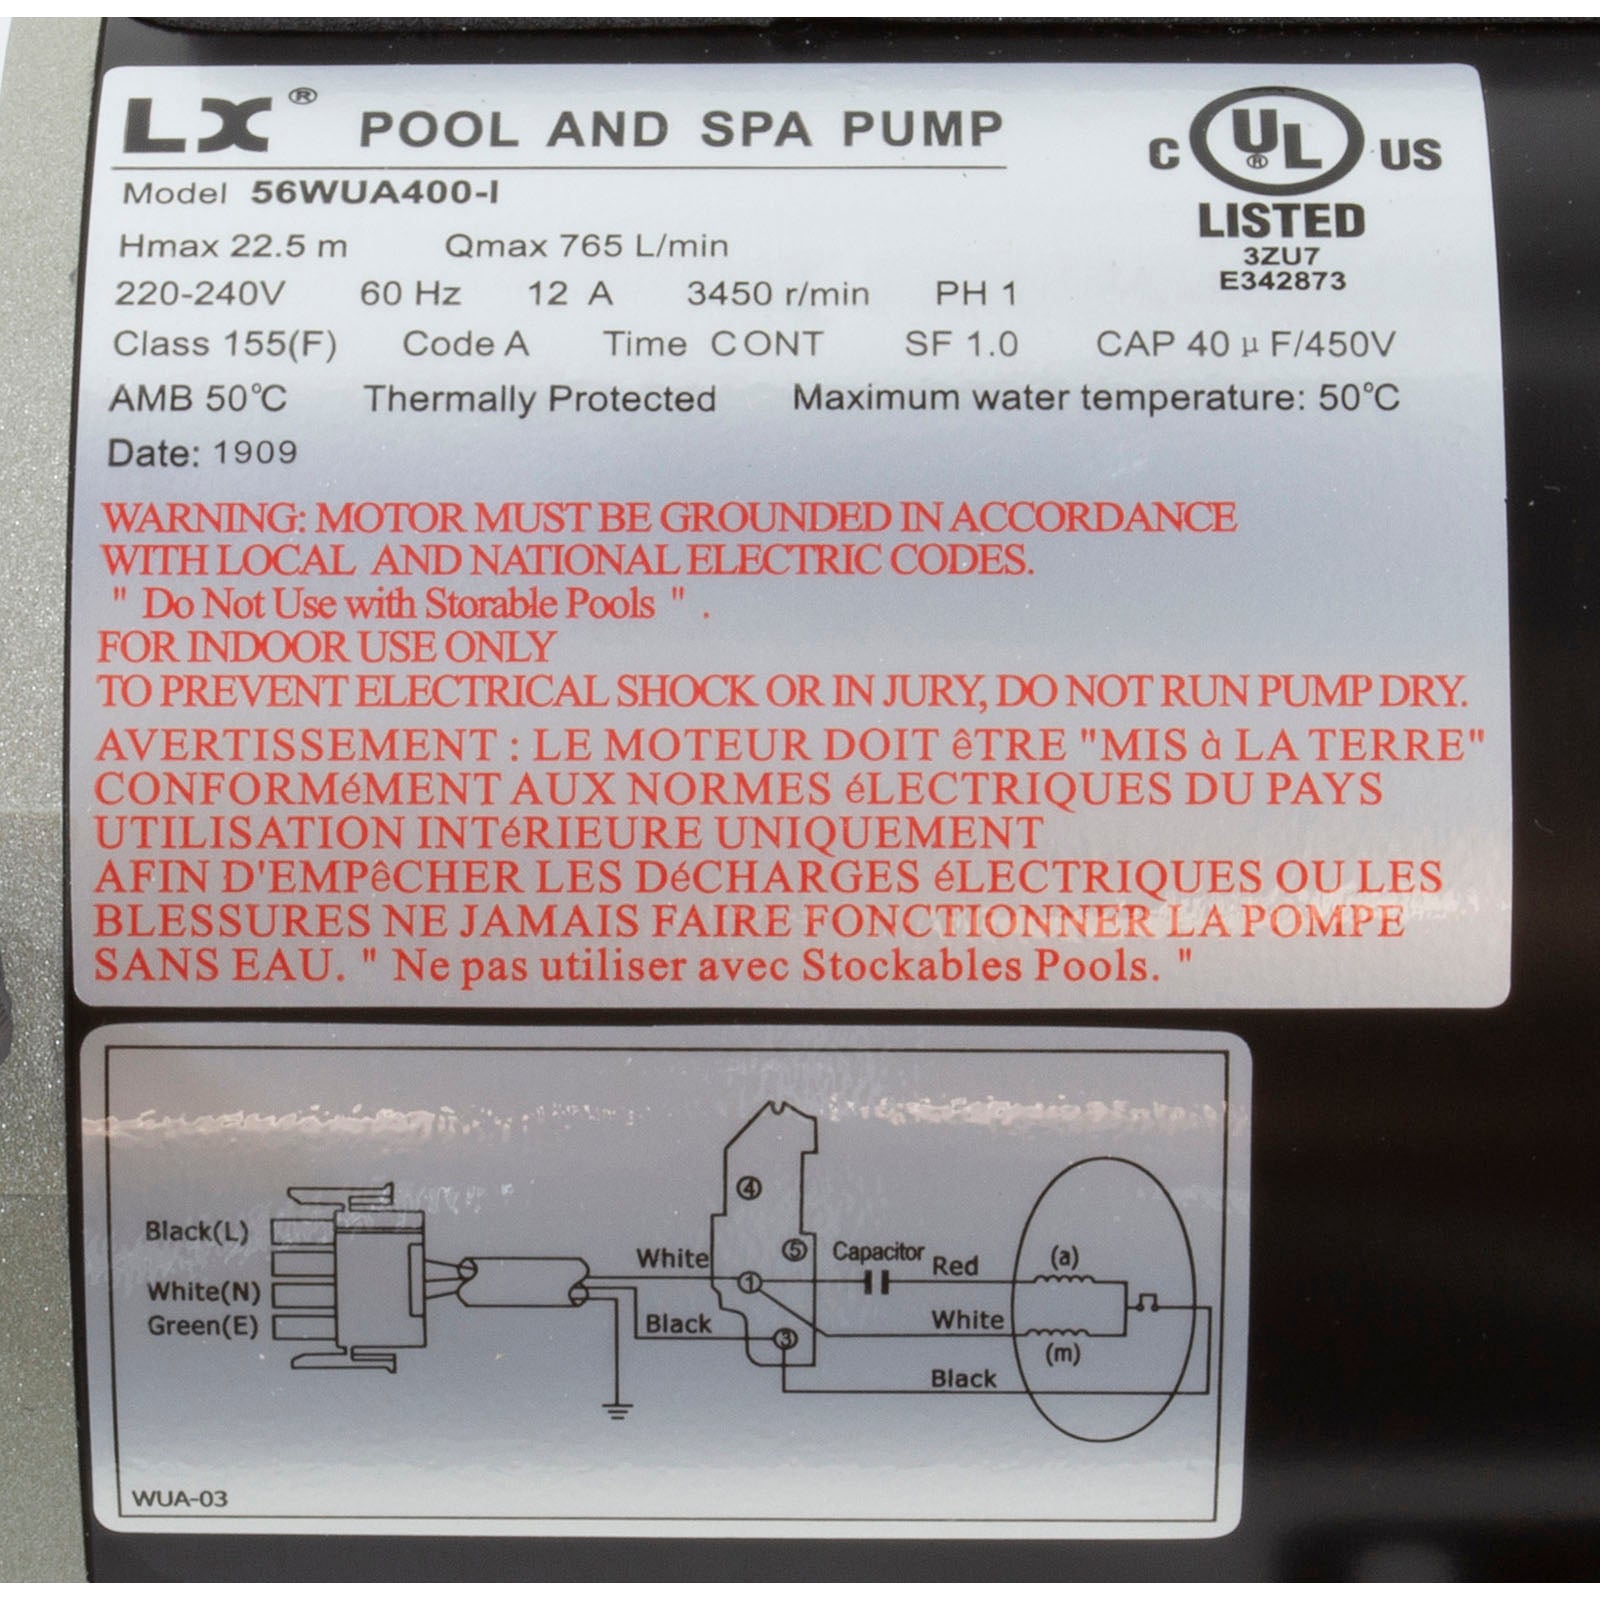 LX® POOL AND SPA PUMP
Model 56WUA400-I
Hmax 22.5 m Qmax 765 L/min
220-240V 60 Hz 12 A 3450 r/min PH 1
Class 155(F) Code A Time CONT SF 1.0 CAP 40 μ F/450V
AMB 50℃ Thermally Protected Maximum water temperature: 50℃
Date: 1909
C UL® US
LISTED
3ZU7
E342873
WARNING: MOTOR MUST BE GROUNDED IN ACCORDANCE
WITH LOCAL AND NATIONAL ELECTRIC CODES.
" Do Not Use with Storable Pools " .
FOR INDOOR USE ONLY
TO PREVENT ELECTRICAL SHOCK OR IN JURY, DO NOT RUN PUMP DRY.
AVERTISSEMENT : LE MOTEUR DOIT êTRE "MIS à LA TERRE"
CONFORMéMENT AUX NORMES éLECTRIQUES DU PAYS
UTILISATION INTéRIEURE UNIQUEMENT
AFIN D'EMPêCHER LES DéCHARGES éLECTRIQUES OU LES
BLESSURES NE JAMAIS FAIRE FONCTIONNER LA POMPE
SANS EAU. " Ne pas utiliser avec Stockables Pools. "
Black(L)
White(N)
Green(E)
White
Black
④
⑤
①
③
Capacitor
Red
White
Black
(a)
(m)
WUA-03